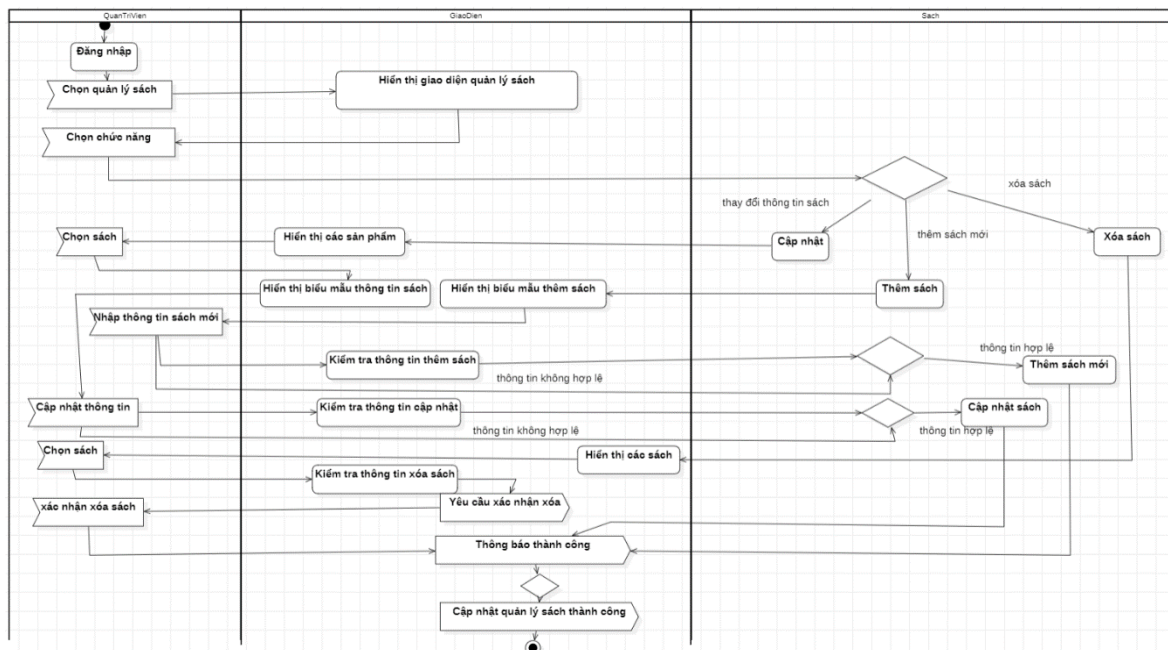 QuanTriVien
GiaoDien
Sach
Đăng nhập
Chọn quản lý sách
Hiển thị giao diện quản lý sách
Chọn chức năng
xóa sách
thay đổi thông tin sách
thêm sách mới
Chọn sách
Hiển thị các sản phẩm
Cập nhật
Xóa sách
Hiển thị biểu mẫu thông tin sách
Hiển thị biểu mẫu thêm sách
Thêm sách
Nhập thông tin sách mới
thông tin hợp lệ
Kiểm tra thông tin thêm sách
Thêm sách mới
thông tin không hợp lệ
Cập nhật thông tin
Kiểm tra thông tin cập nhật
Cập nhật sách
thông tin không hợp lệ
thông tin hợp lệ
Chọn sách
Hiển thị các sách
Kiểm tra thông tin xóa sách
xác nhận xóa sách
Yêu cầu xác nhận xóa
Thông báo thành công
Cập nhật quản lý sách thành công